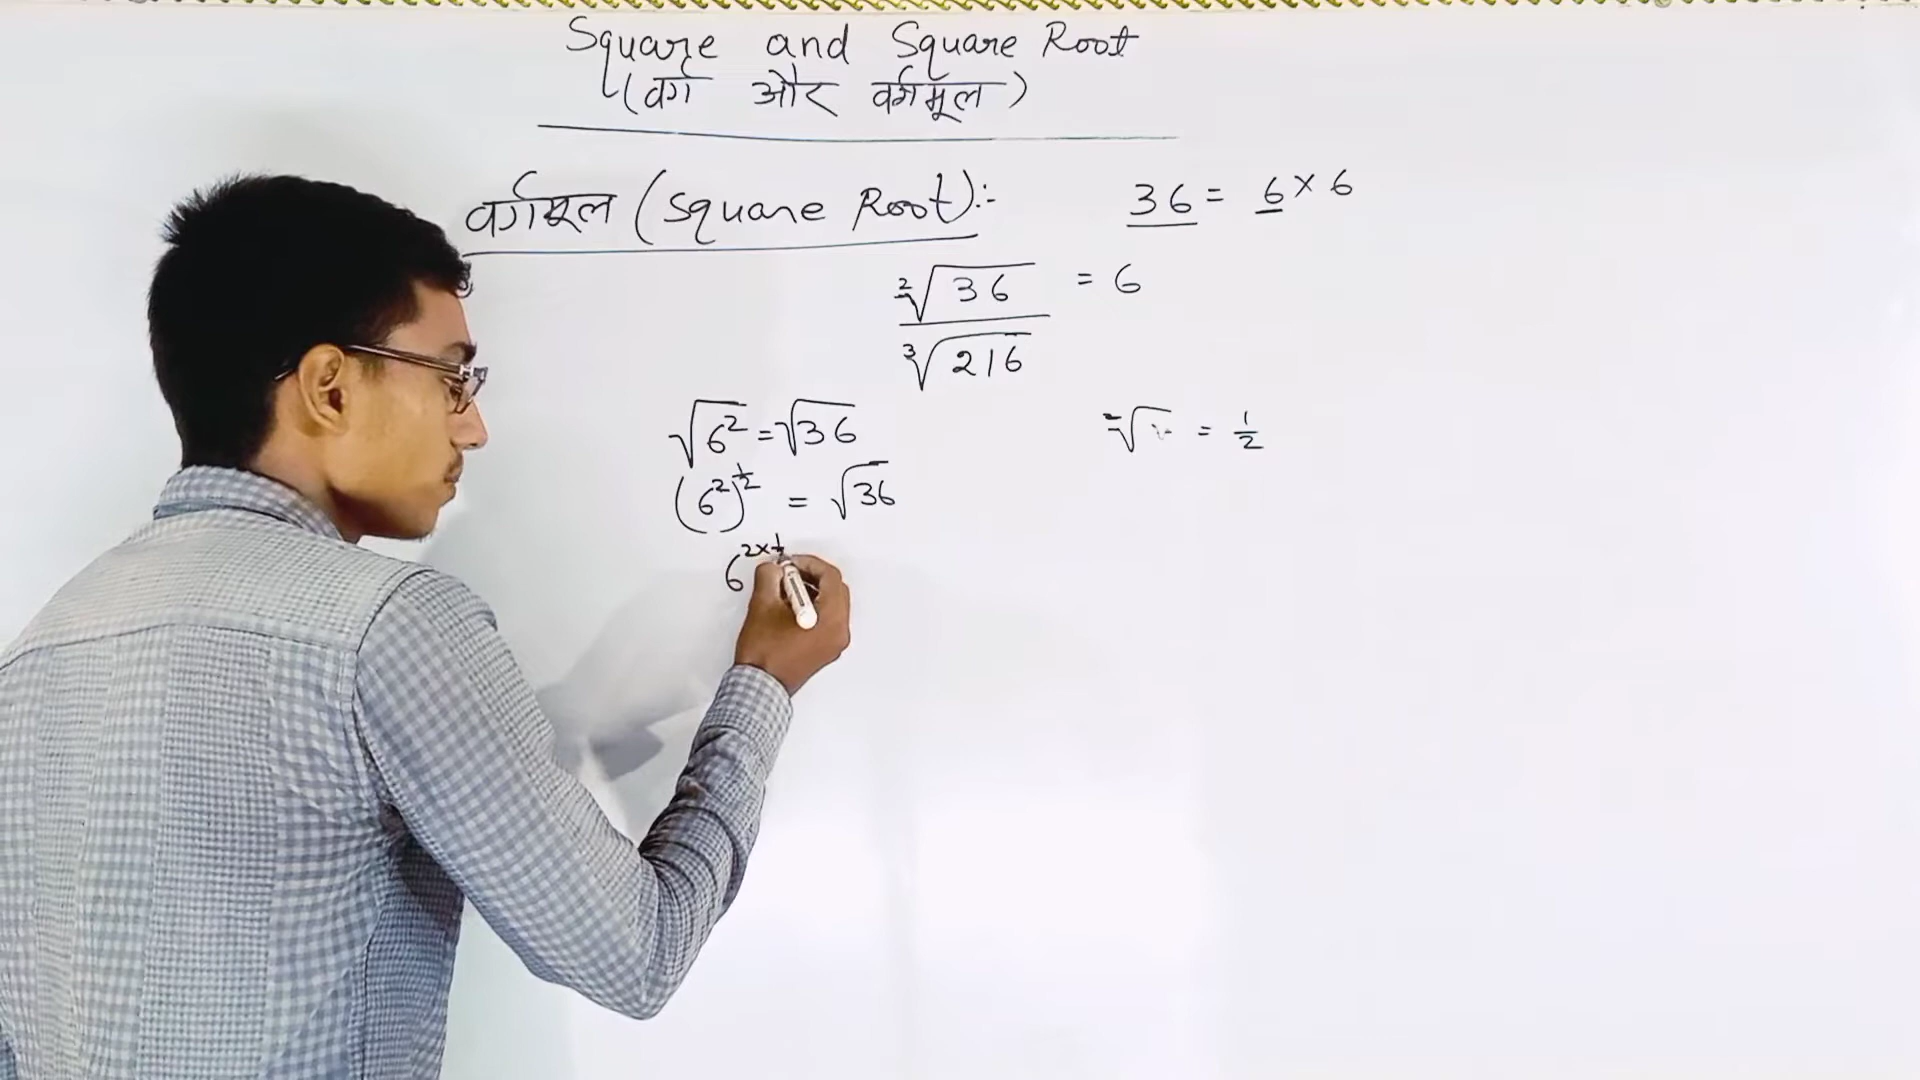 Square and Square Root
(वर्ग और वर्गमूल)
वर्गमूल (Square Root):-
36 = 6 × 6
²√36 = 6
³√216
√6² = √36
²√ = 1/2
(6²)^1/2 = √36
6^2×1